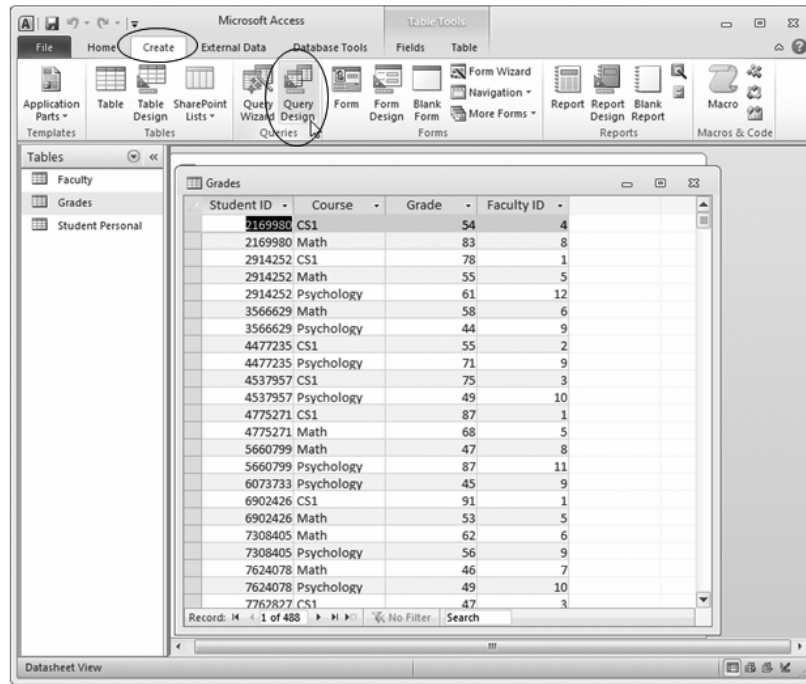 Microsoft Access
Table Tools
File Home Create External Data Database Tools Fields Table
Application Parts
Table
Table Design
SharePoint Lists
Query Wizard
Query Design
Form
Form Design
Blank Form
Form Wizard
Navigation
More Forms
Report
Report Design
Blank Report
Macro
Templates
Tables
Queries
Forms
Reports
Macros & Code
Tables
Faculty
Grades
Student Personal
Grades
Student ID Course Grade Faculty ID
2169980 CS1 54 4
2169980 Math 83 8
2914252 CS1 78 1
2914252 Math 55 5
2914252 Psychology 61 12
3566629 Math 58 6
3566629 Psychology 44 9
4477235 CS1 55 2
4477235 Psychology 71 9
4537957 CS1 75 3
4537957 Psychology 49 10
4775271 CS1 87 1
4775271 Math 68 5
5660799 Math 47 8
5660799 Psychology 87 11
6073733 Psychology 45 9
6902426 CS1 91 1
6902426 Math 53 5
7308405 Math 62 6
7308405 Psychology 56 9
7624078 Math 46 7
7624078 Psychology 49 10
7762827 CS1 47 3
Record: 1 of 488 No Filter Search
Datasheet View